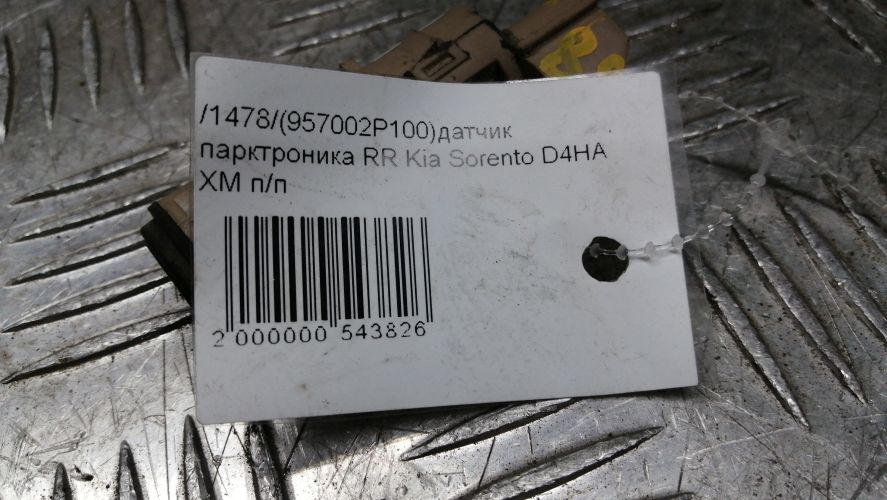 /1478/(957002P100)датчик
парктроника RR Kia Sorento D4HA
XM п/п
2 000000 543826